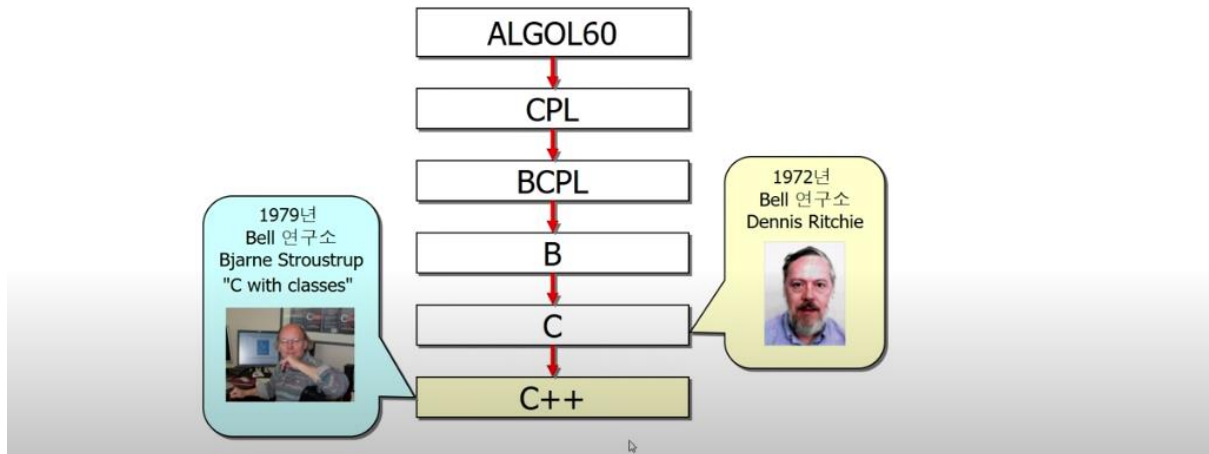 ALGOL60
CPL
BCPL
B
C
C++
1972년
Bell 연구소
Dennis Ritchie
1979년
Bell 연구소
Bjarne Stroustrup
"C with classes"